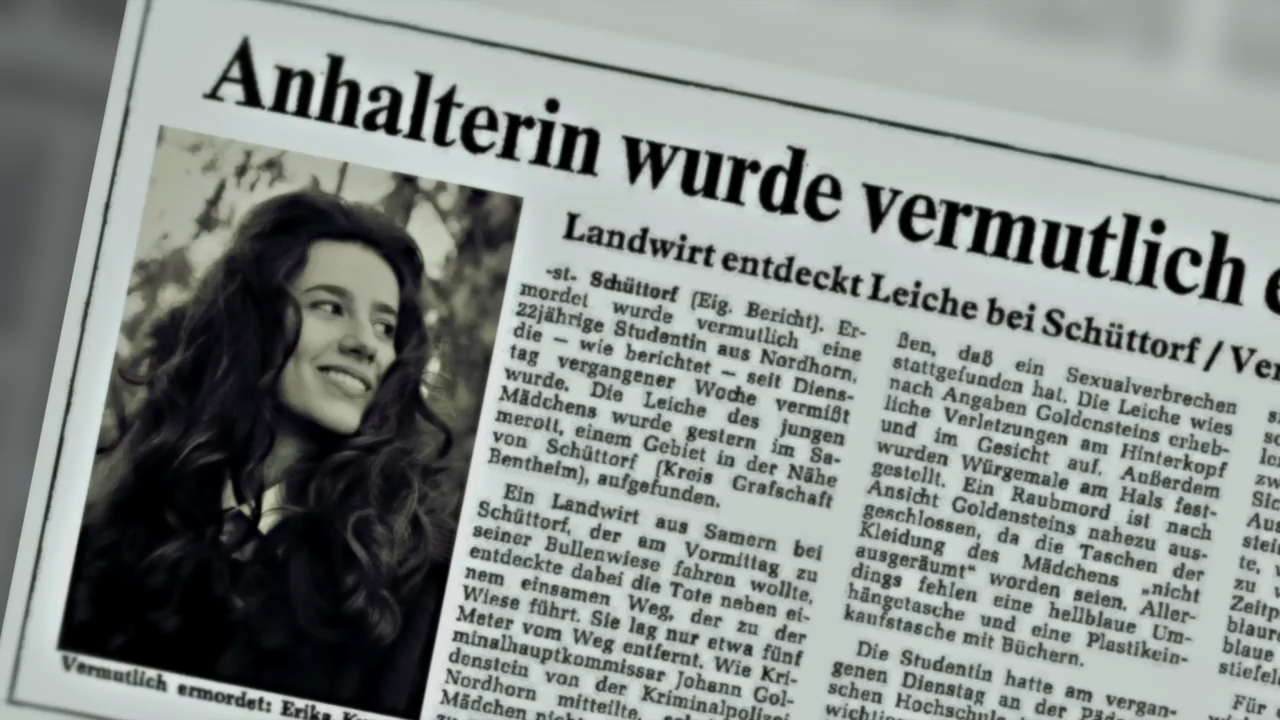 Anhalterin wurde vermutlich
Landwirt entdeckt Leiche bei Schüttorf / Ver
-st- Schüttorf (Eig. Bericht). Er-
mordet wurde vermutlich eine
22jährige Studentin aus Nordhorn,
die — wie berichtet — seit Diens-
tag vergangener Woche vermißt
wurde. Die Leiche des jungen
Mädchens wurde gestern im Sa-
merott, einem Gebiet in der Nähe
von Schüttorf (Kreis Grafschaft
Bentheim), aufgefunden.
Ein Landwirt aus Samern bei
Schüttorf, der am Vormittag zu
seiner Bullenwiese fahren wollte,
entdeckte dabei die Tote neben ei-
nem einsamen Weg, der zu der
Wiese führt. Sie lag nur etwa fünf
Meter vom Weg entfernt. Wie Kri-
minalhauptkommissar Johann Gol-
denstein von der Kriminalpolizei
Nordhorn mitteilte,
Mädchen
ßen, daß ein Sexualverbrechen
stattgefunden hat. Die Leiche wies
nach Angaben Goldensteins erheb-
liche Verletzungen am Hinterkopf
und im Gesicht auf. Außerdem
wurden Würgemale am Hals fest-
gestellt. Ein Raubmord ist nach
Ansicht Goldensteins nahezu aus-
geschlossen, da die Taschen der
Kleidung des Mädchens „nicht
ausgeräumt“ worden seien. Aller-
dings fehlen eine hellblaue Um-
hängetasche und eine Plastikein-
kaufstasche mit Büchern.
Die Studentin hatte am vergan-
genen Dienstag an der
schen Hochschule
zu
Zeitp
blaue
stiefel
Für
Vermutlich ermordet: Erika